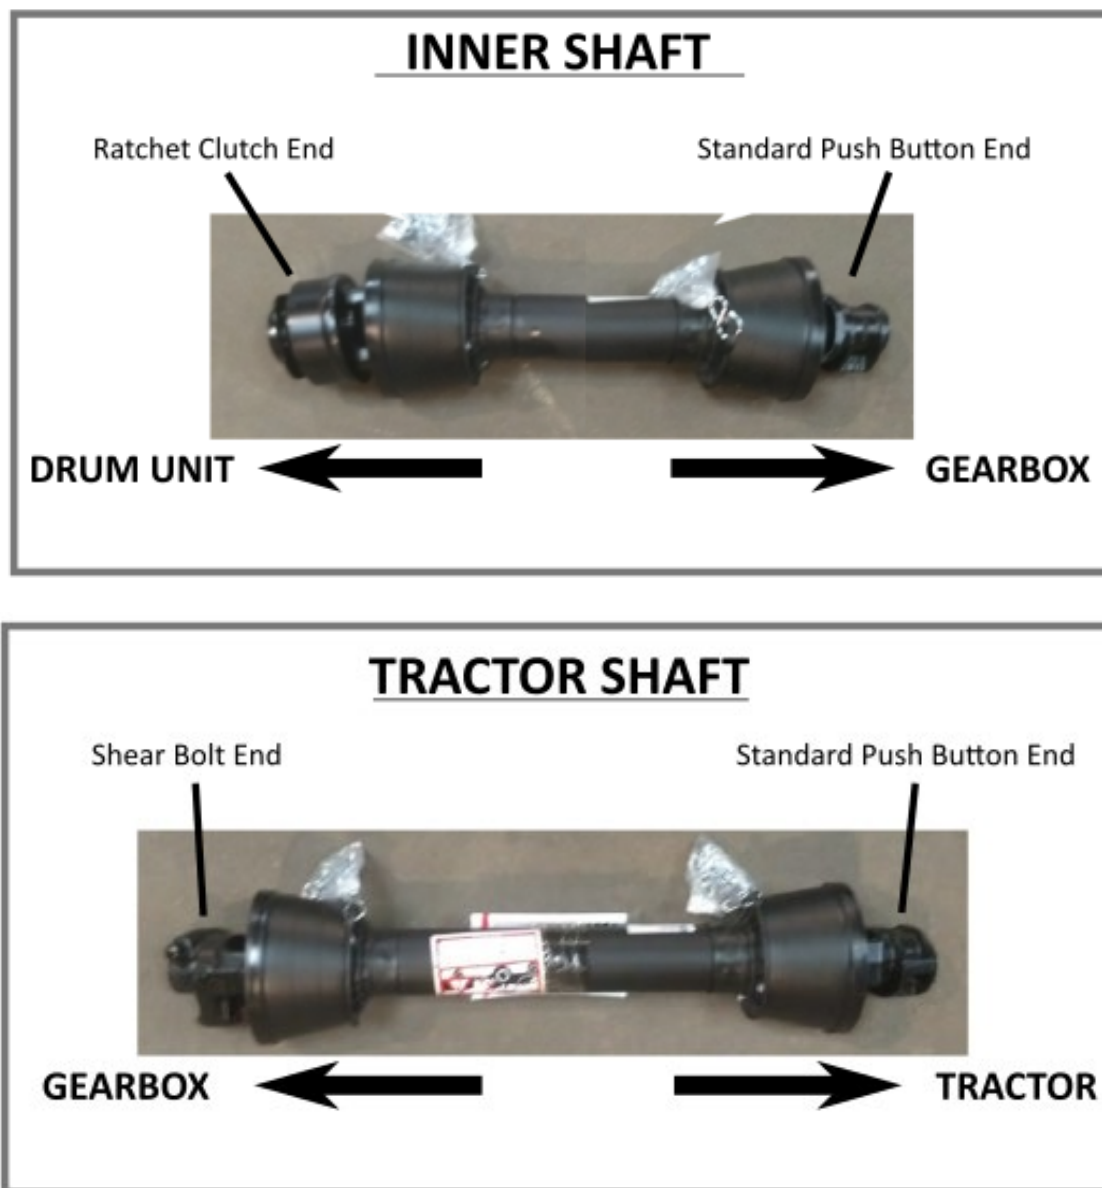 INNER SHAFT
Ratchet Clutch End
Standard Push Button End
DRUM UNIT
GEARBOX
TRACTOR SHAFT
Shear Bolt End
Standard Push Button End
GEARBOX
TRACTOR